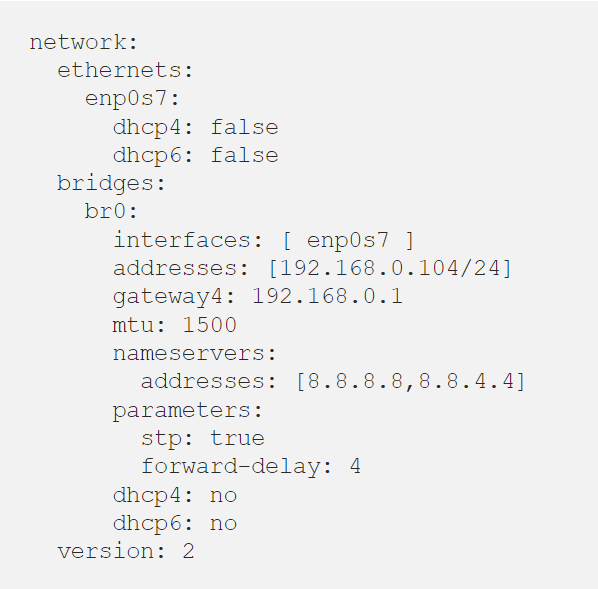 network:
  ethernets:
    enp0s7:
      dhcp4: false
      dhcp6: false
  bridges:
    br0:
      interfaces: [ enp0s7 ]
      addresses: [192.168.0.104/24]
      gateway4: 192.168.0.1
      mtu: 1500
      nameservers:
        addresses: [8.8.8.8,8.8.4.4]
      parameters:
        stp: true
        forward-delay: 4
      dhcp4: no
      dhcp6: no
  version: 2